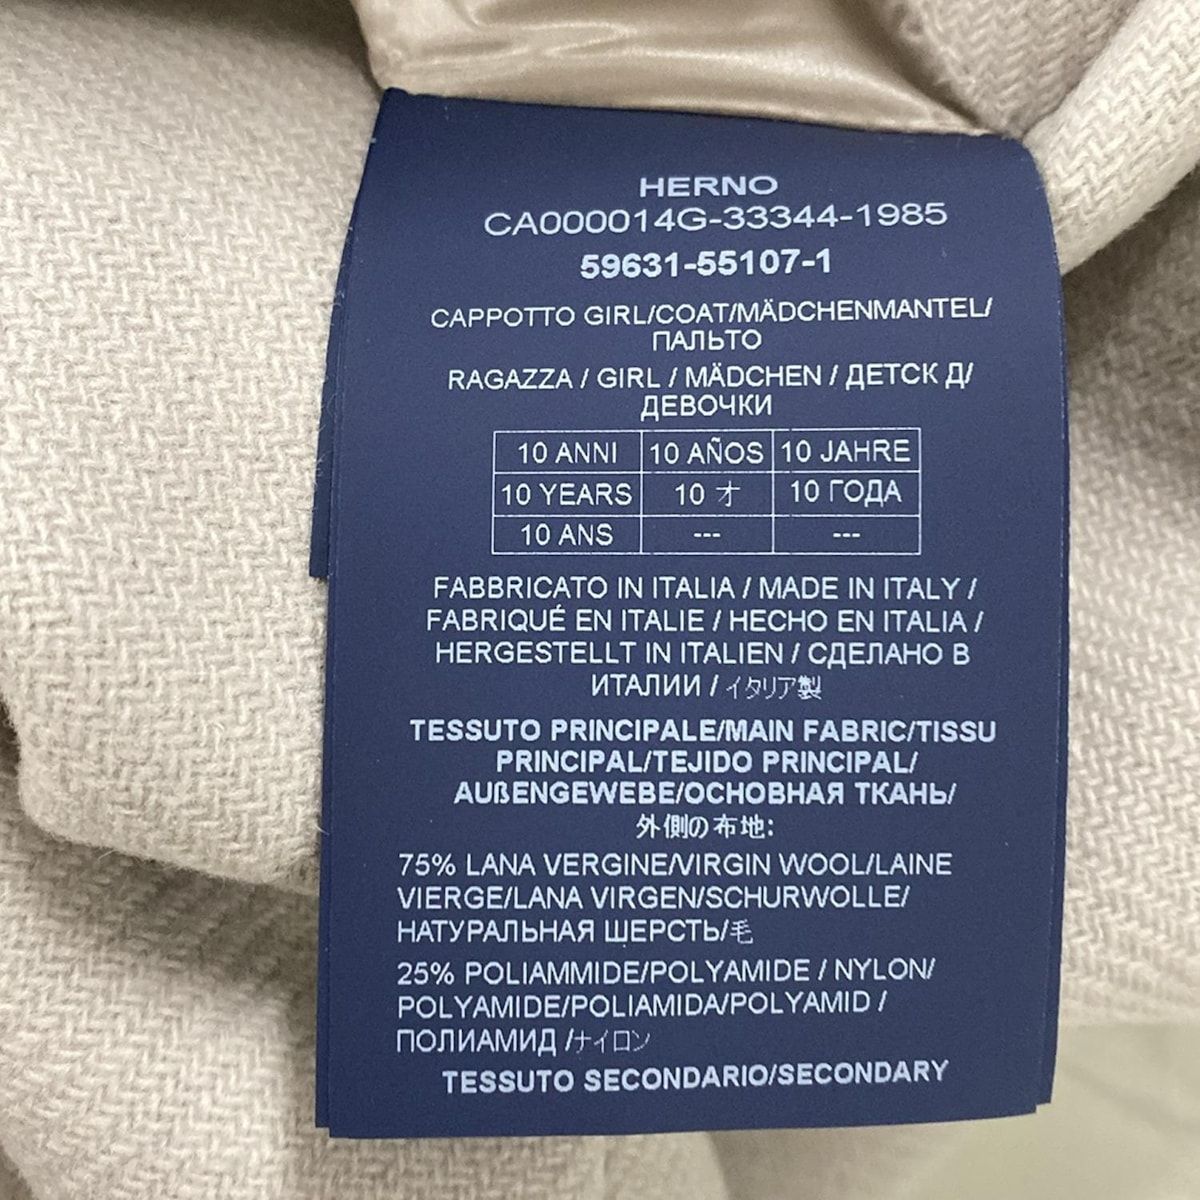 HERNO
CA000014G-33344-1985
59631-55107-1
CAPPOTTO GIRL/COAT/MÄDCHENMANTEL/
ПАЛЬТО
RAGAZZA / GIRL / MÄDCHEN / ДЕТСК Д/
ДЕВОЧКИ
10 ANNI 10 AÑOS 10 JAHRE
10 YEARS 10 才 10 ГОДА
10 ANS --- ---
FABBRICATO IN ITALIA / MADE IN ITALY /
FABRIQUÉ EN ITALIE / HECHO EN ITALIA /
HERGESTELLT IN ITALIEN / СДЕЛАНО В
ИТАЛИИ / イタリア製
TESSUTO PRINCIPALE/MAIN FABRIC/TISSU
PRINCIPAL/TEJIDO PRINCIPAL/
AUßENGEWEBE/ОСНОВНАЯ ТКАНЬ/
外側の布地:
75% LANA VERGINE/VIRGIN WOOL/LAINE
VIERGE/LANA VIRGEN/SCHURWOLLE/
НАТУРАЛЬНАЯ ШЕРСТЬ/毛
25% POLIAMMIDE/POLYAMIDE / NYLON/
POLYAMIDE/POLIAMIDA/POLYAMID /
ПОЛИАМИД /ナイロン
TESSUTO SECONDARIO/SECONDARY